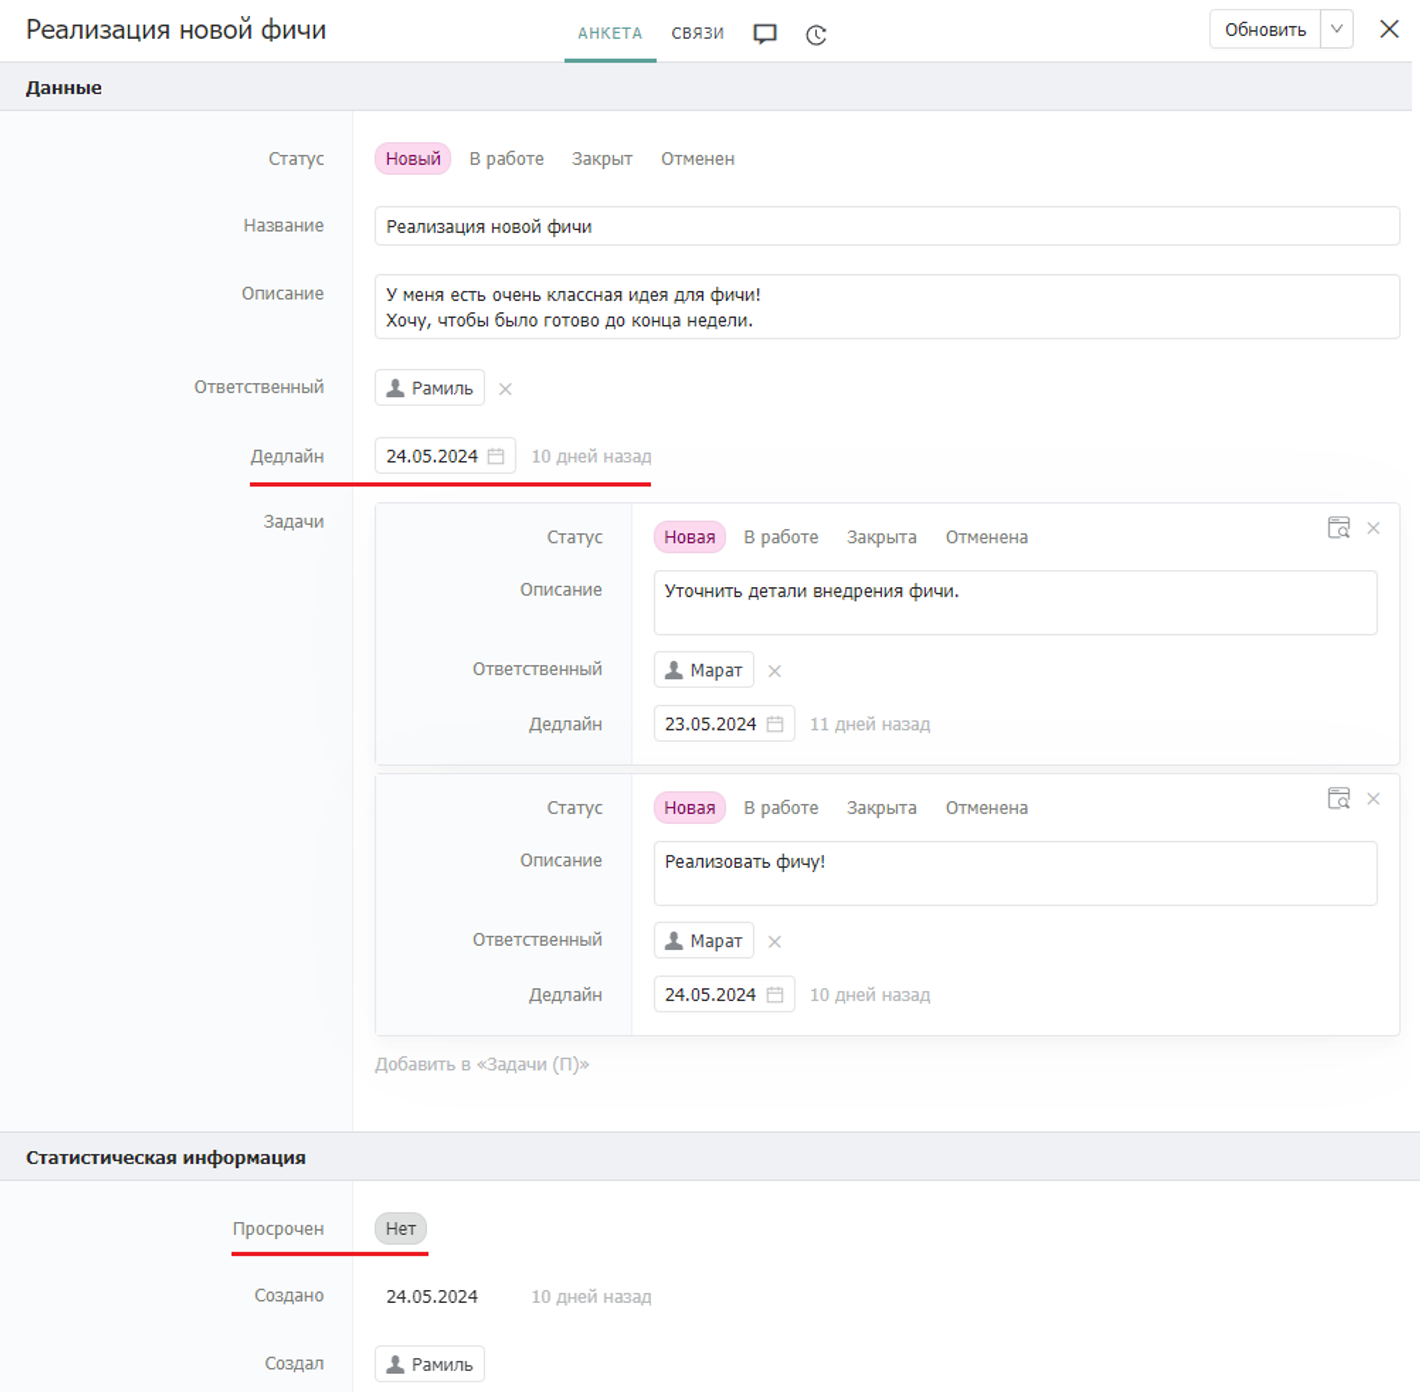 Реализация новой фичи
АНКЕТА СВЯЗИ
Обновить
Данные
Статус Новый В работе Закрыт Отменен
Название Реализация новой фичи
Описание У меня есть очень классная идея для фичи!
Хочу, чтобы было готово до конца недели.
Ответственный Рамиль
Дедлайн 24.05.2024 10 дней назад
Задачи
Статус Новая В работе Закрыта Отменена
Описание Уточнить детали внедрения фичи.
Ответственный Марат
Дедлайн 23.05.2024 11 дней назад
Статус Новая В работе Закрыта Отменена
Описание Реализовать фичу!
Ответственный Марат
Дедлайн 24.05.2024 10 дней назад
Добавить в «Задачи (П)»
Статистическая информация
Просрочен Нет
Создано 24.05.2024 10 дней назад
Создал Рамиль